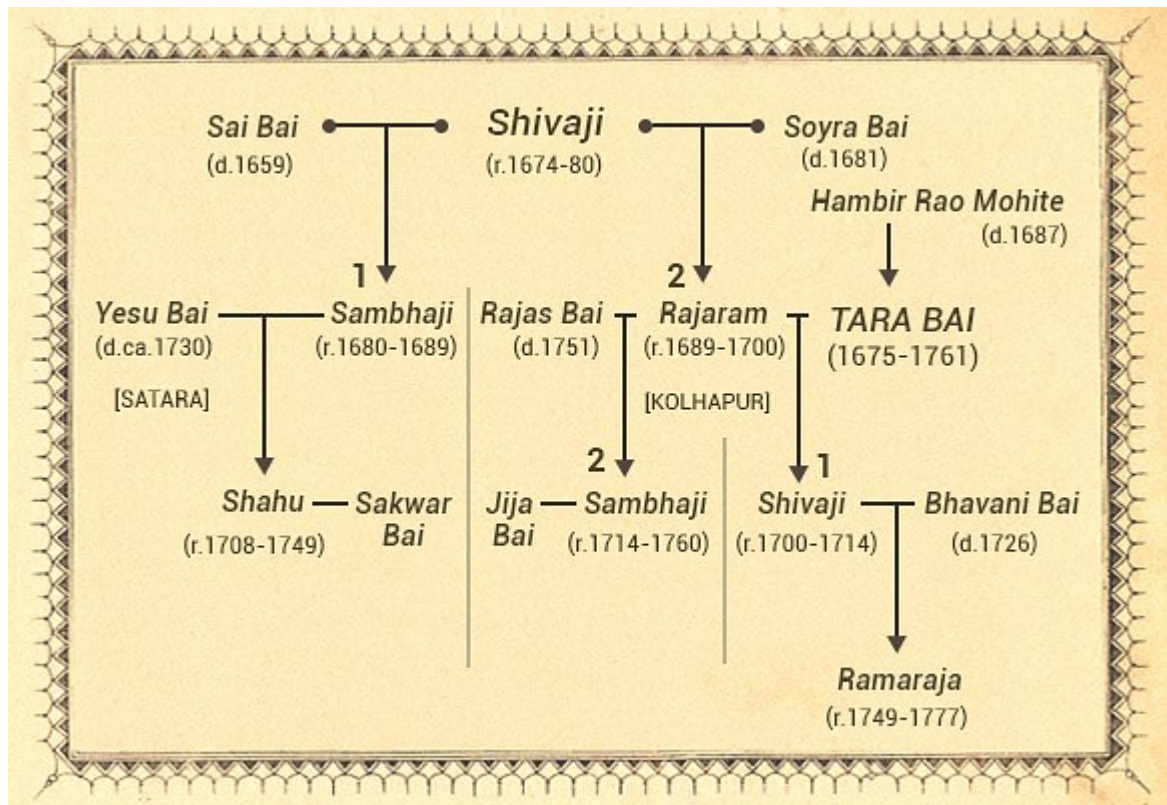 Sai Bai
(d.1659)
Shivaji
(r.1674-80)
Soyra Bai
(d.1681)
Hambir Rao Mohite
(d.1687)
1
2
Yesu Bai
(d.ca.1730)
Sambhaji
(r.1680-1689)
Rajas Bai
(d.1751)
Rajaram
(r.1689-1700)
TARA BAI
(1675-1761)
[SATARA]
[KOLHAPUR]
2
1
Shahu
(r.1708-1749)
Sakwar
Bai
Jija
Bai
Sambhaji
(r.1714-1760)
Shivaji
(r.1700-1714)
Bhavani Bai
(d.1726)
Ramaraja
(r.1749-1777)